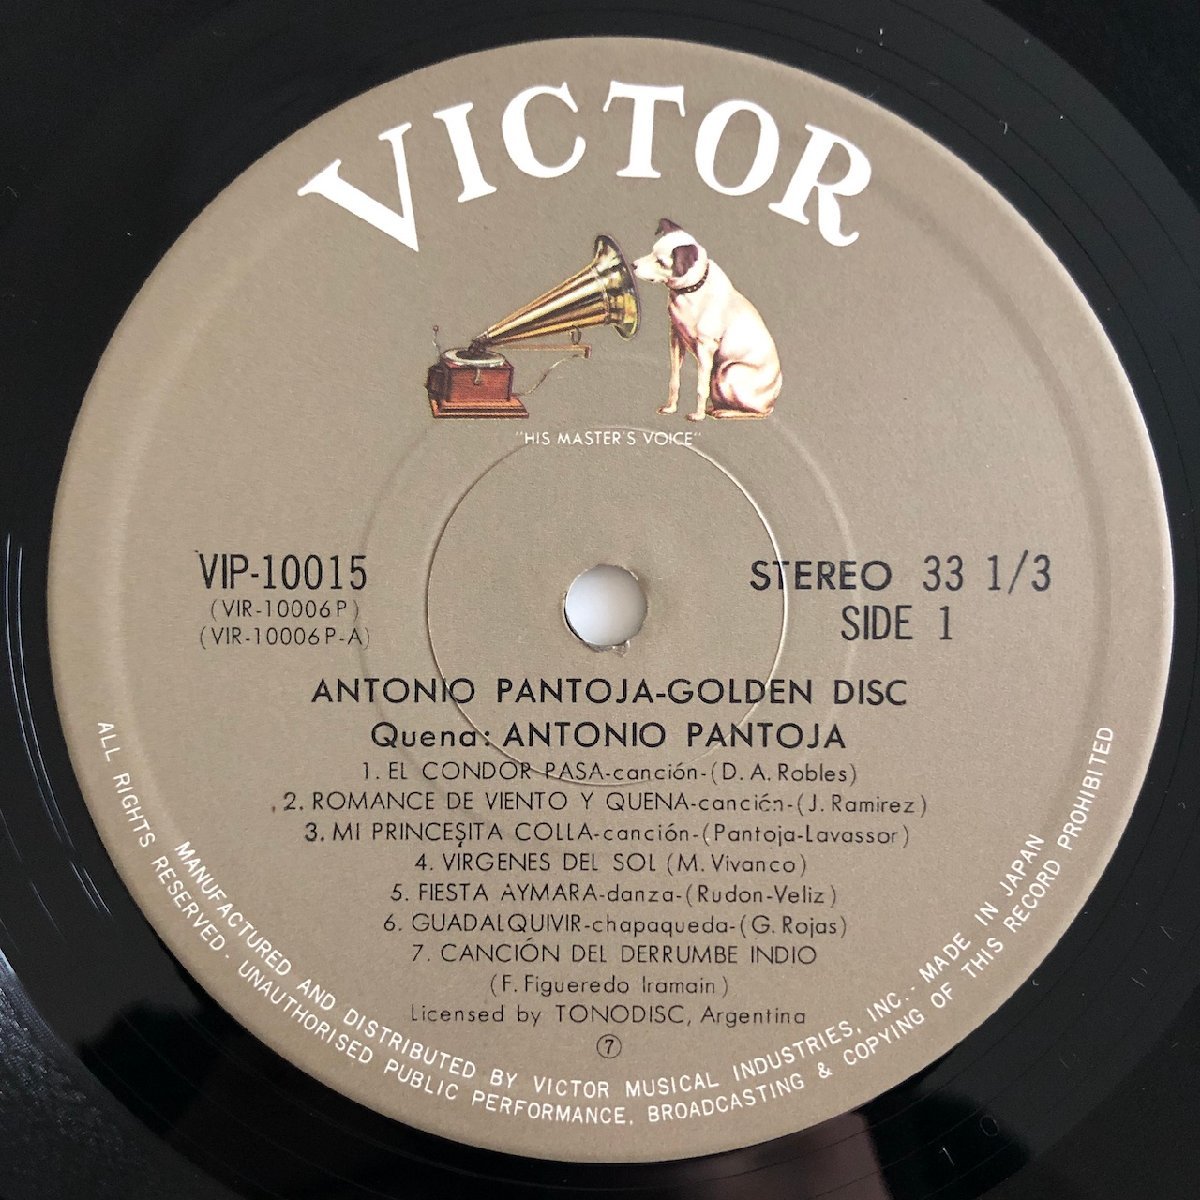 VICTOR
"HIS MASTER'S VOICE"
VIP-10015
(VIR-10006P)
(VIR-10006P-A)
STEREO 33 1/3
SIDE 1
ANTONIO PANTOJA-GOLDEN DISC
Quena: ANTONIO PANTOJA
1. EL CONDOR PASA-canción-(D. A. Robles)
2. ROMANCE DE VIENTO Y QUENA-canción-(J. Ramirez)
3. MI PRINCEŞITA COLLA-canción-(Pantoja-Lavassor)
4. VIRGENES DEL SOL (M. Vivanco)
5. FIESTA AYMARA-danza-(Rudon-Veliz)
6. GUADALQUIVIR-chapaqueda-(G. Rojas)
7. CANCIÓN DEL DERRUMBE INDIO
(F. Figueredo Iramain)
Licensed by TONODISC, Argentina
⑦
MANUFACTURED AND DISTRIBUTED BY VICTOR MUSICAL INDUSTRIES, INC. - MADE IN JAPAN
ALL RIGHTS RESERVED - UNAUTHORISED PUBLIC PERFORMANCE, BROADCASTING & COPYING OF THIS RECORD PROHIBITED